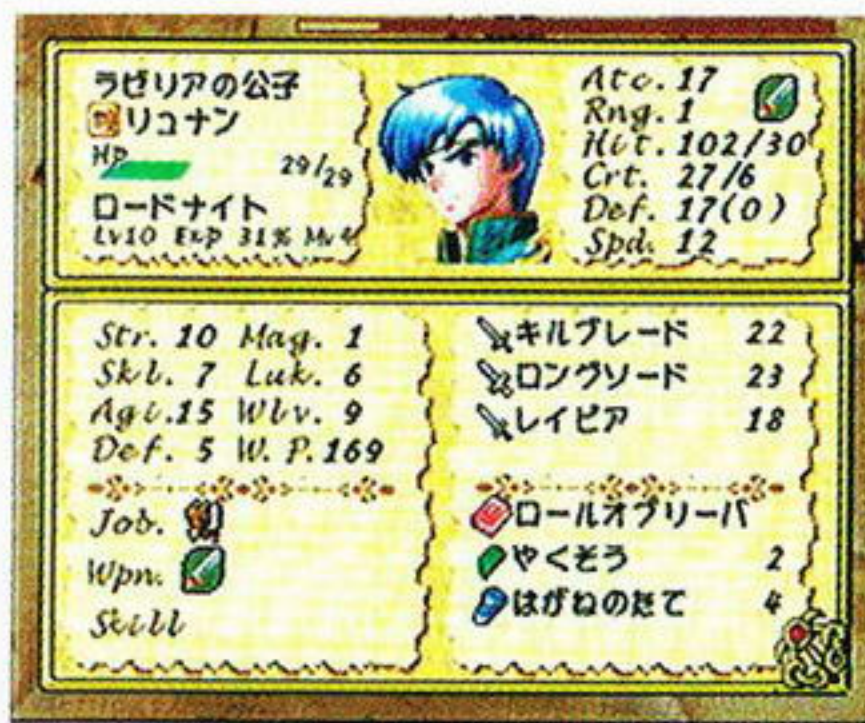 ラゼリアの公子
リュナン
HP 29/29
ロードナイト
Lv10 Exp 31% Mv 4
Atc. 17
Rng. 1
Hit. 102/30
Crt. 27/6
Def. 17(0)
Spd. 12
Str. 10 Mag. 1
Skl. 7 Luk. 6
Agi. 15 Wlv. 9
Def. 5 W. P. 169
Job.
Wpn.
Skill
キルブレード 22
ロングソード 23
レイピア 18
ロールオブリーバ
やくそう 2
はがねのたて 4